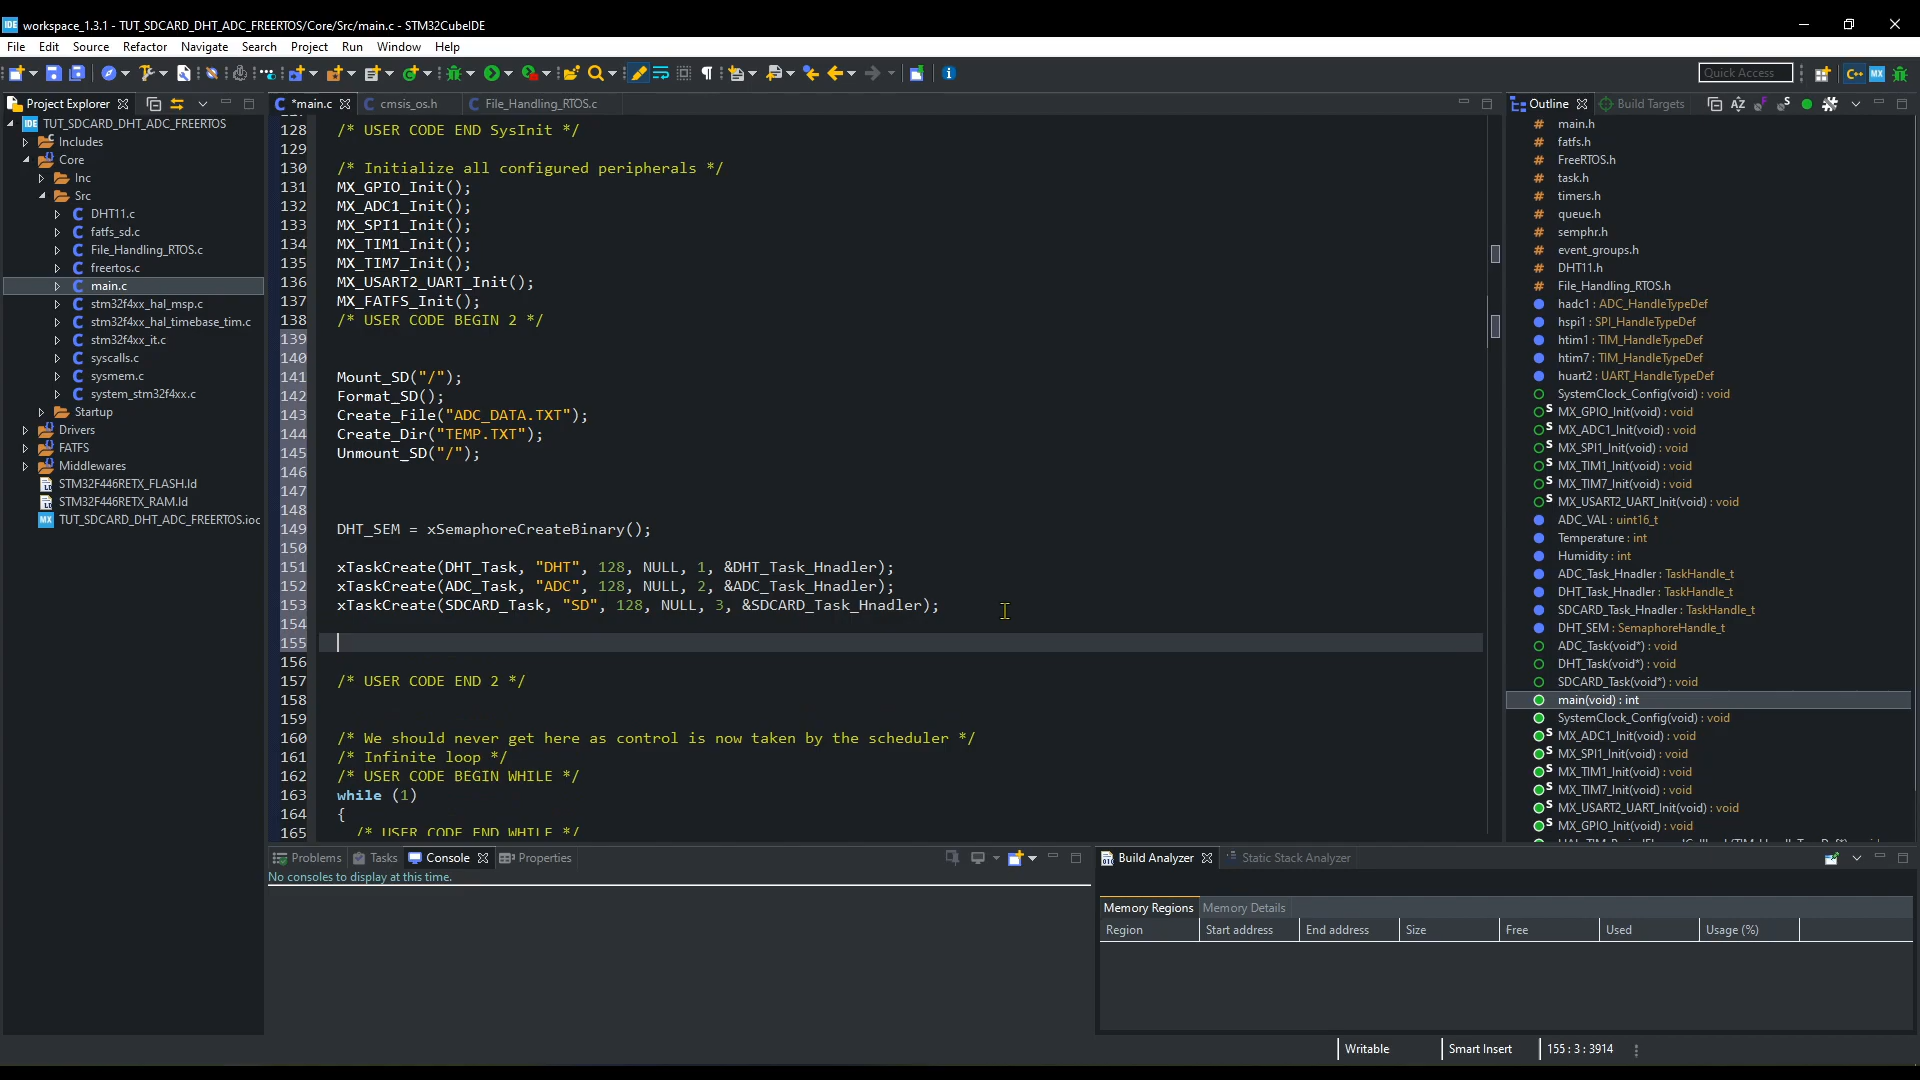 IDE workspace_1.3.1 - TUT_SDCARD_DHT_ADC_FREERTOS/Core/Src/main.c - STM32CubeIDE
File Edit Source Refactor Navigate Search Project Run Window Help
Quick Access
Project Explorer
TUT_SDCARD_DHT_ADC_FREERTOS
Includes
Core
Inc
Src
DHT11.c
fatfs_sd.c
File_Handling_RTOS.c
freertos.c
main.c
stm32f4xx_hal_msp.c
stm32f4xx_hal_timebase_tim.c
stm32f4xx_it.c
syscalls.c
sysmem.c
system_stm32f4xx.c
Startup
Drivers
FATFS
Middlewares
STM32F446RETX_FLASH.ld
STM32F446RETX_RAM.ld
TUT_SDCARD_DHT_ADC_FREERTOS.ioc
*main.c cmsis_os.h File_Handling_RTOS.c
128 /* USER CODE END SysInit */
129
130 /* Initialize all configured peripherals */
131 MX_GPIO_Init();
132 MX_ADC1_Init();
133 MX_SPI1_Init();
134 MX_TIM1_Init();
135 MX_TIM7_Init();
136 MX_USART2_UART_Init();
137 MX_FATFS_Init();
138 /* USER CODE BEGIN 2 */
139
140
141 Mount_SD("/");
142 Format_SD();
143 Create_File("ADC_DATA.TXT");
144 Create_Dir("TEMP.TXT");
145 Unmount_SD("/");
146
147
148
149 DHT_SEM = xSemaphoreCreateBinary();
150
151 xTaskCreate(DHT_Task, "DHT", 128, NULL, 1, &DHT_Task_Hnadler);
152 xTaskCreate(ADC_Task, "ADC", 128, NULL, 2, &ADC_Task_Hnadler);
153 xTaskCreate(SDCARD_Task, "SD", 128, NULL, 3, &SDCARD_Task_Hnadler);
154
155
156
157 /* USER CODE END 2 */
158
159
160 /* We should never get here as control is now taken by the scheduler */
161 /* Infinite loop */
162 /* USER CODE BEGIN WHILE */
163 while (1)
164 {
165 /* USER CODE END WHILE */
Outline Build Targets
main.h
fatfs.h
FreeRTOS.h
task.h
timers.h
queue.h
semphr.h
event_groups.h
DHT11.h
File_Handling_RTOS.h
hadc1 : ADC_HandleTypeDef
hspi1 : SPI_HandleTypeDef
htim1 : TIM_HandleTypeDef
htim7 : TIM_HandleTypeDef
huart2 : UART_HandleTypeDef
SystemClock_Config(void) : void
MX_GPIO_Init(void) : void
MX_ADC1_Init(void) : void
MX_SPI1_Init(void) : void
MX_TIM1_Init(void) : void
MX_TIM7_Init(void) : void
MX_USART2_UART_Init(void) : void
ADC_VAL : uint16_t
Temperature : int
Humidity : int
ADC_Task_Hnadler : TaskHandle_t
DHT_Task_Hnadler : TaskHandle_t
SDCARD_Task_Hnadler : TaskHandle_t
DHT_SEM : SemaphoreHandle_t
ADC_Task(void*) : void
DHT_Task(void*) : void
SDCARD_Task(void*) : void
main(void) : int
SystemClock_Config(void) : void
MX_ADC1_Init(void) : void
MX_SPI1_Init(void) : void
MX_TIM1_Init(void) : void
MX_TIM7_Init(void) : void
MX_USART2_UART_Init(void) : void
MX_GPIO_Init(void) : void
Problems Tasks Console Properties
No consoles to display at this time.
Build Analyzer Static Stack Analyzer
Memory Regions Memory Details
Region Start address End address Size Free Used Usage (%)
Writable Smart Insert 155 : 3 : 3914